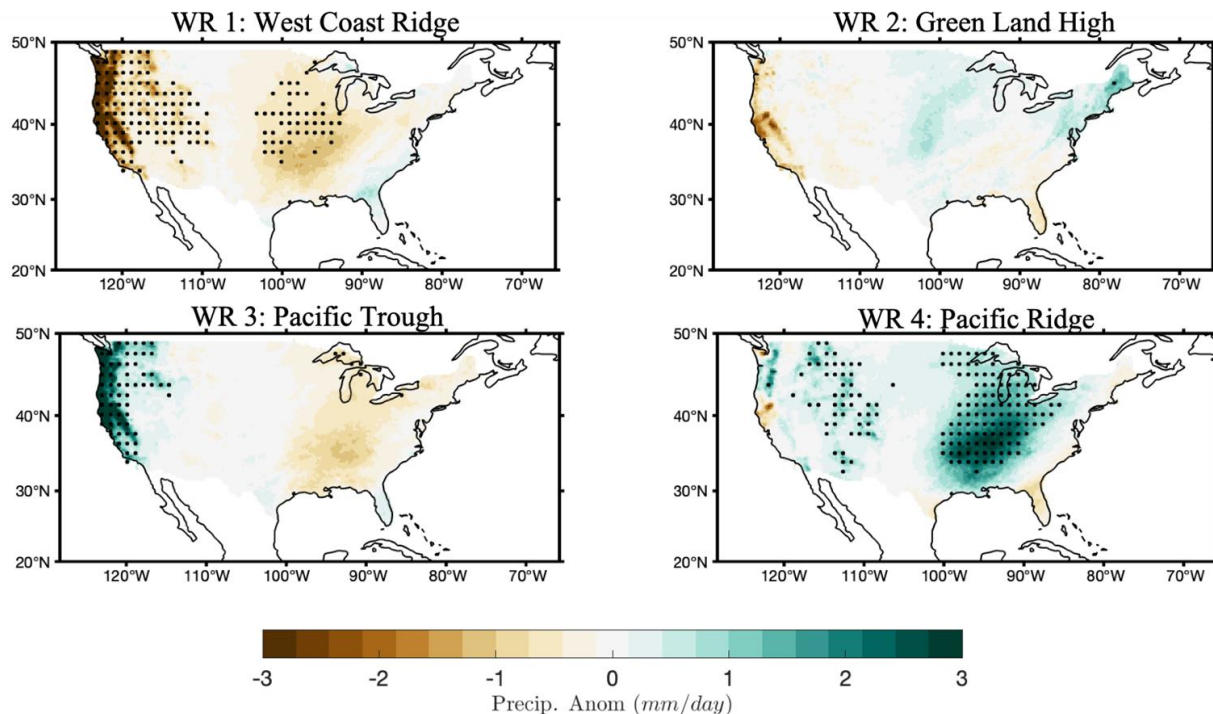 WR 1: West Coast Ridge
WR 2: Green Land High
50°N
40°N
30°N
20°N
120°W 110°W 100°W 90°W 80°W 70°W
50°N
40°N
30°N
20°N
120°W 110°W 100°W 90°W 80°W 70°W
WR 3: Pacific Trough
WR 4: Pacific Ridge
50°N
40°N
30°N
20°N
120°W 110°W 100°W 90°W 80°W 70°W
50°N
40°N
30°N
20°N
120°W 110°W 100°W 90°W 80°W 70°W
-3 -2 -1 0 1 2 3
Precip. Anom (mm/day)